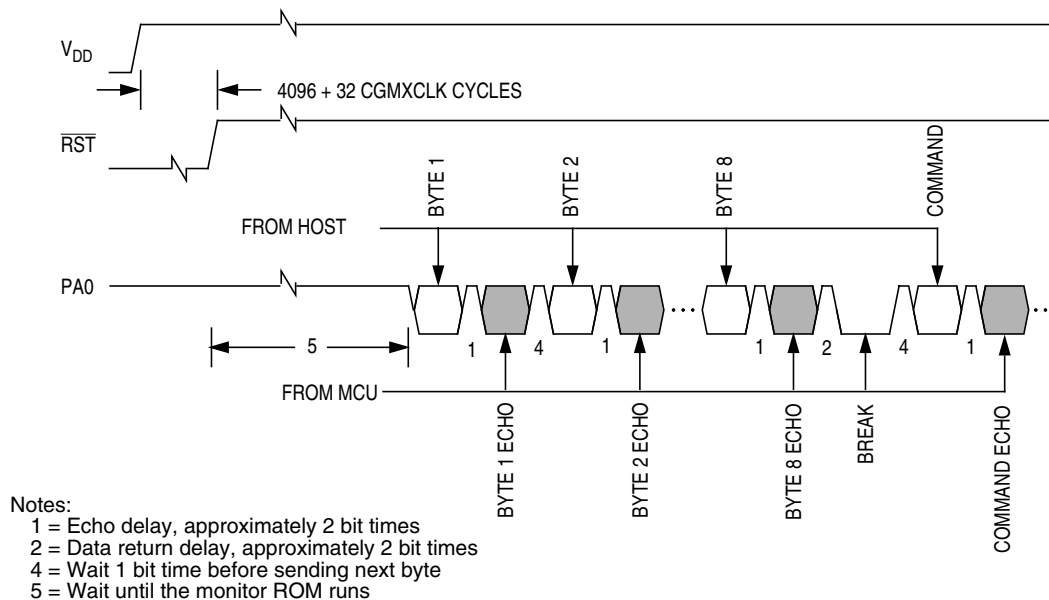 VDD
4096 + 32 CGMXCLK CYCLES
RST
BYTE 1
BYTE 2
BYTE 8
COMMAND
FROM HOST
PA0
1
4
1
1
2
4
1
5
FROM MCU
BYTE 1 ECHO
BYTE 2 ECHO
BYTE 8 ECHO
BREAK
COMMAND ECHO
Notes:
1 = Echo delay, approximately 2 bit times
2 = Data return delay, approximately 2 bit times
4 = Wait 1 bit time before sending next byte
5 = Wait until the monitor ROM runs